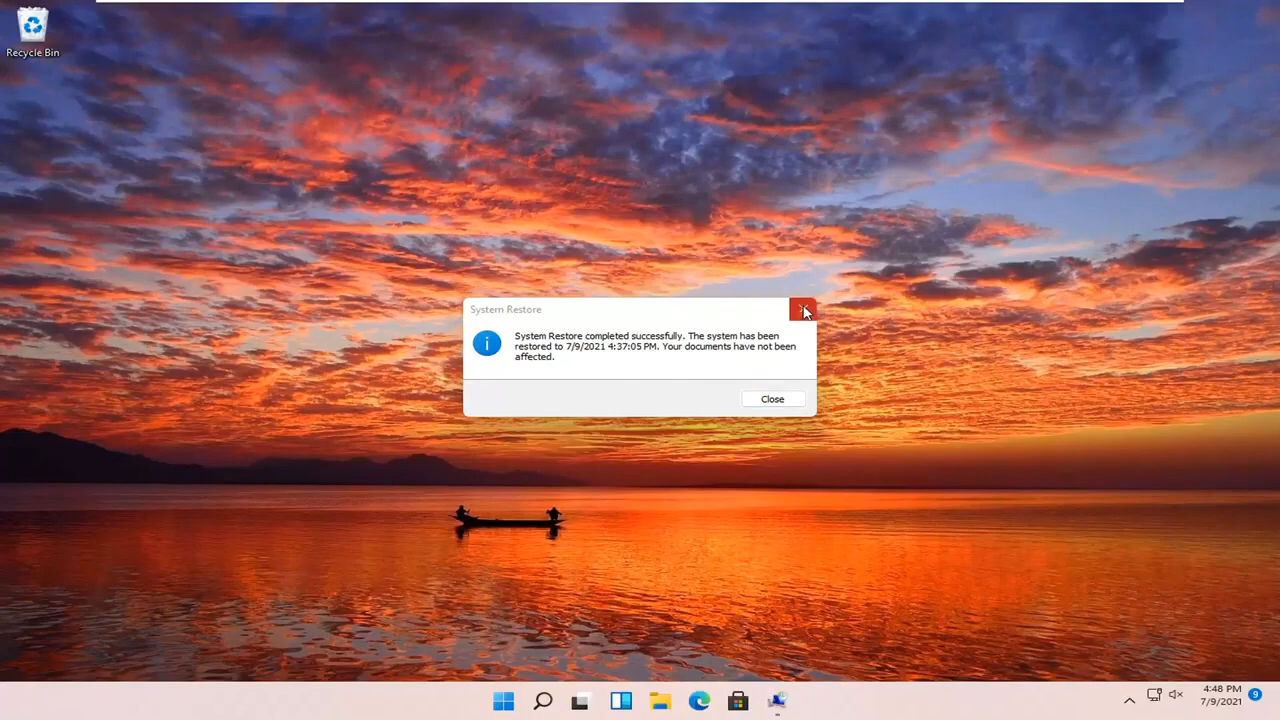 Recycle Bin
System Restore
System Restore completed successfully. The system has been
restored to 7/9/2021 4:37:05 PM. Your documents have not been
affected.
Close
4:48 PM
7/9/2021
9